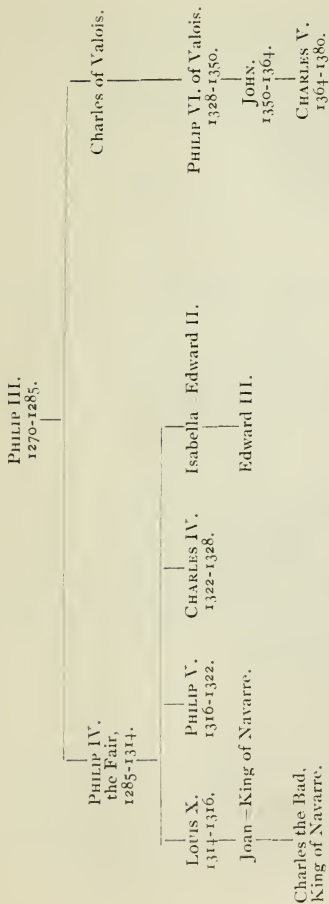 PHILIP III.
1270-1285.
PHILIP IV.
the Fair,
1285-1314.
Charles of Valois.
LOUIS X.
1314-1316.
PHILIP V.
1316-1322.
CHARLES IV.
1322-1328.
Isabella = Edward II.
PHILIP VI. of Valois.
1328-1350.
Joan = King of Navarre.
Edward III.
JOHN.
1350-1364.
Charles the Bad,
King of Navarre.
CHARLES V.
1364-1380.